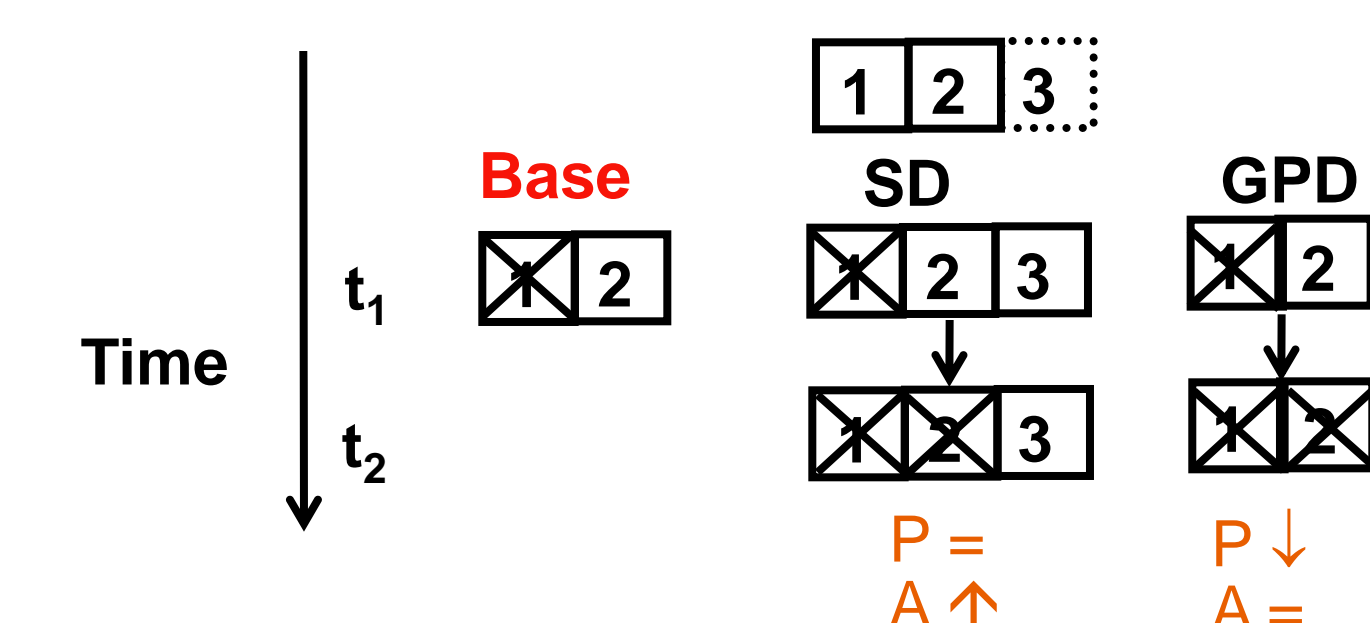 1 2 3
Base
SD
GPD
t1
1 2
1 2 3
1 2
Time
t2
1 2 3
1 2
P =
P ↓
A ↑
A =